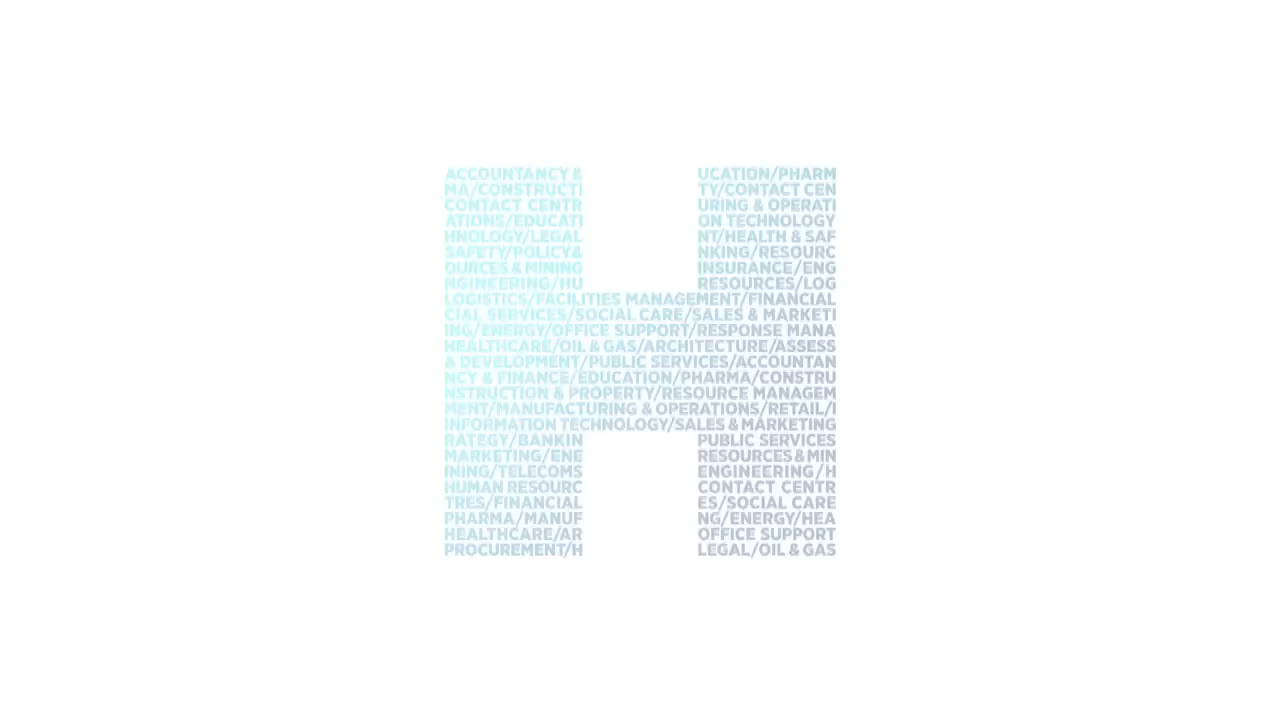 ACCOUNTANCY & UCATION/PHARM
MA/CONSTRUCTI TY/CONTACT CEN
CONTACT CENTR URING & OPERATI
ATIONS/EDUCATI ON TECHNOLOGY
HNOLOGY/LEGAL NT/HEALTH & SAF
SAFETY/POLICY& NKING/RESOURC
OURCES & MINING INSURANCE/ENG
NGINEERING/HU RESOURCES/LOG
LOGISTICS/FACILITIES MANAGEMENT/FINANCIAL
CIAL SERVICES/SOCIAL CARE/SALES & MARKETI
ING/ENERGY/OFFICE SUPPORT/RESPONSE MANA
HEALTHCARE/OIL & GAS/ARCHITECTURE/ASSESS
& DEVELOPMENT/PUBLIC SERVICES/ACCOUNTAN
NCY & FINANCE/EDUCATION/PHARMA/CONSTRU
NSTRUCTION & PROPERTY/RESOURCE MANAGEM
MENT/MANUFACTURING & OPERATIONS/RETAIL/I
INFORMATION TECHNOLOGY/SALES & MARKETING
RATEGY/BANKIN PUBLIC SERVICES
MARKETING/ENE RESOURCES & MIN
INING/TELECOMS ENGINEERING/H
HUMAN RESOURC CONTACT CENTR
TRES/FINANCIAL ES/SOCIAL CARE
PHARMA/MANUF NG/ENERGY/HEA
HEALTHCARE/AR OFFICE SUPPORT
PROCUREMENT/H LEGAL/OIL & GAS